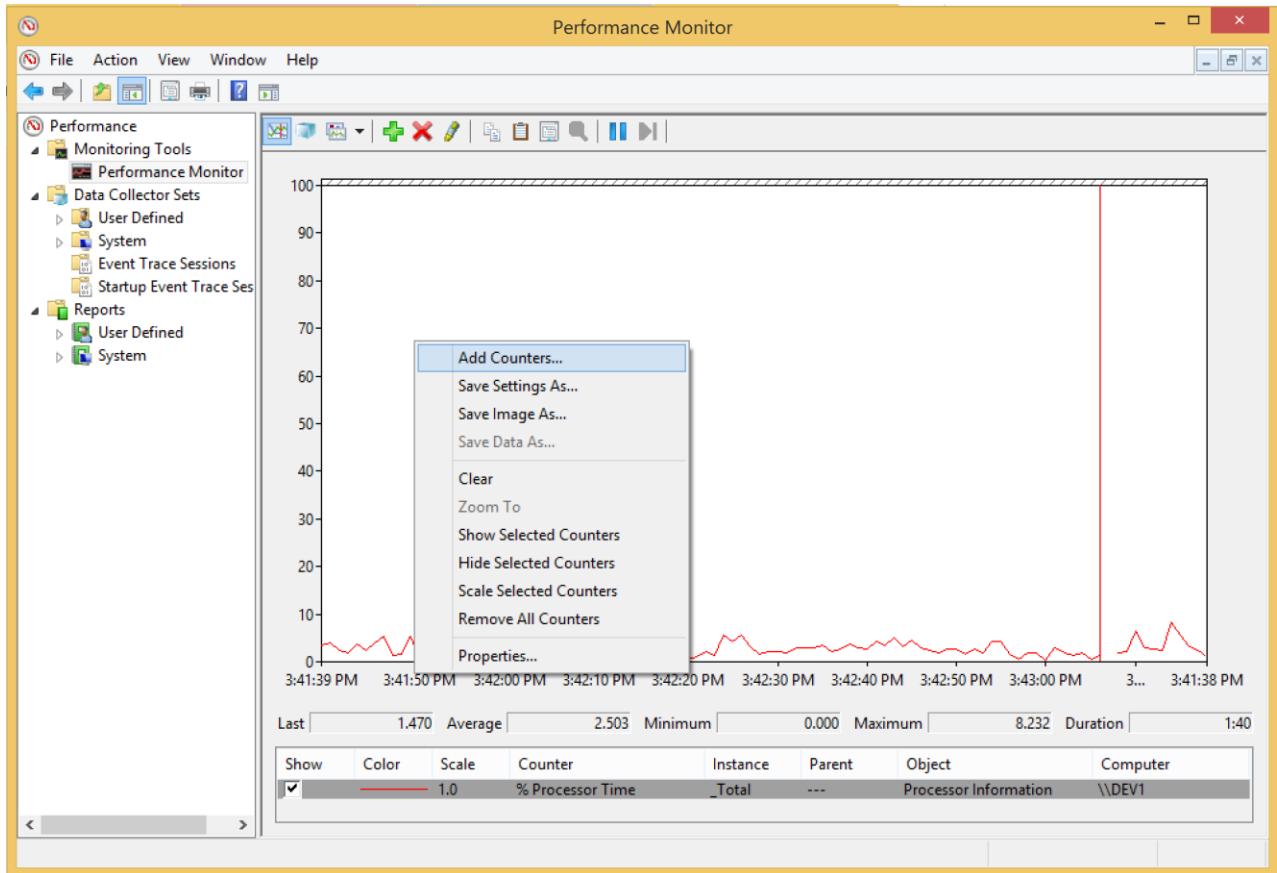 Performance Monitor
File Action View Window Help
Performance
Monitoring Tools
Performance Monitor
Data Collector Sets
User Defined
System
Event Trace Sessions
Startup Event Trace Ses
Reports
User Defined
System
100
90
80
70
60
50
40
30
20
10
0
Add Counters...
Save Settings As...
Save Image As...
Save Data As...
Clear
Zoom To
Show Selected Counters
Hide Selected Counters
Scale Selected Counters
Remove All Counters
Properties...
3:41:39 PM 3:41:50 PM 3:42:00 PM 3:42:10 PM 3:42:20 PM 3:42:30 PM 3:42:40 PM 3:42:50 PM 3:43:00 PM 3... 3:41:38 PM
Last 1.470 Average 2.503 Minimum 0.000 Maximum 8.232 Duration 1:40
Show Color Scale Counter Instance Parent Object Computer
1.0 % Processor Time _Total --- Processor Information \\DEV1